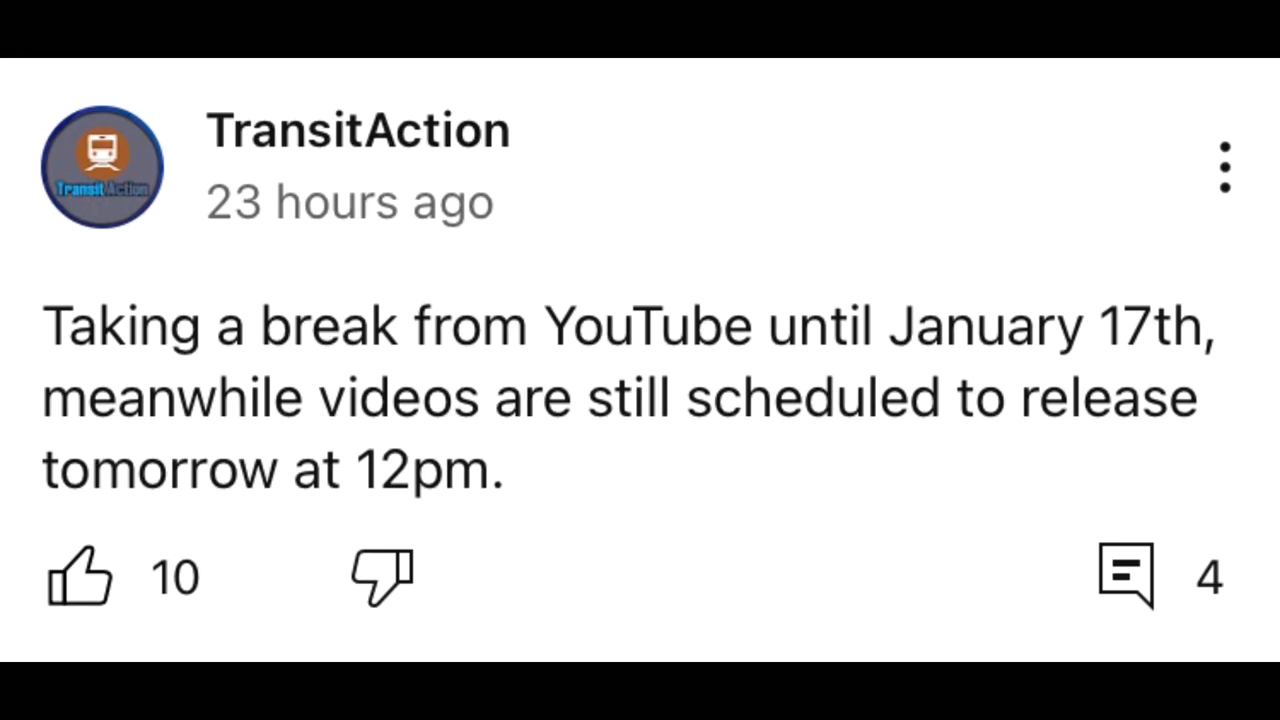 TransitAction
23 hours ago
TransitAction
Taking a break from YouTube until January 17th,
meanwhile videos are still scheduled to release
tomorrow at 12pm.
10
4